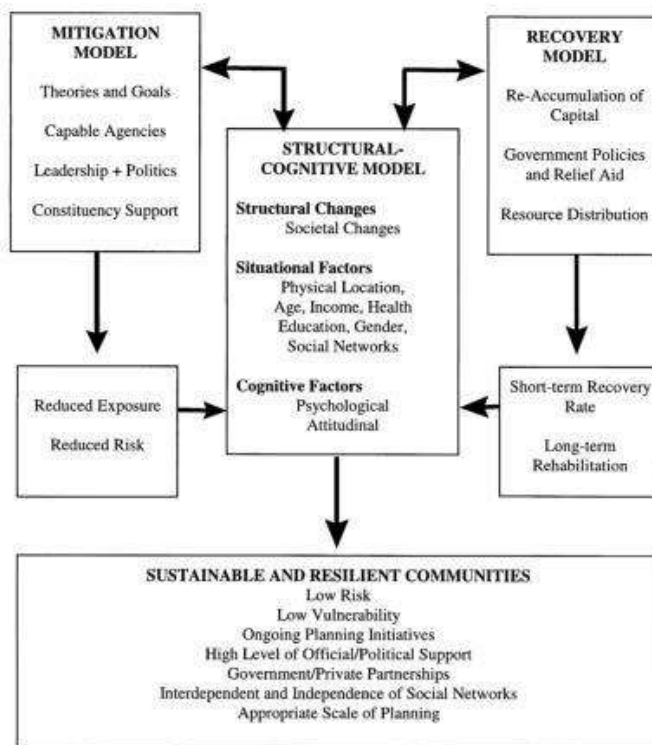 MITIGATION
MODEL
Theories and Goals
Capable Agencies
Leadership + Politics
Constituency Support
RECOVERY
MODEL
Re-Accumulation of
Capital
Government Policies
and Relief Aid
Resource Distribution
STRUCTURAL-
COGNITIVE MODEL
Structural Changes
Societal Changes
Situational Factors
Physical Location,
Age, Income, Health
Education, Gender,
Social Networks
Cognitive Factors
Psychological
Attitudinal
Reduced Exposure
Reduced Risk
Short-term Recovery
Rate
Long-term
Rehabilitation
SUSTAINABLE AND RESILIENT COMMUNITIES
Low Risk
Low Vulnerability
Ongoing Planning Initiatives
High Level of Official/Political Support
Government/Private Partnerships
Interdependent and Independence of Social Networks
Appropriate Scale of Planning